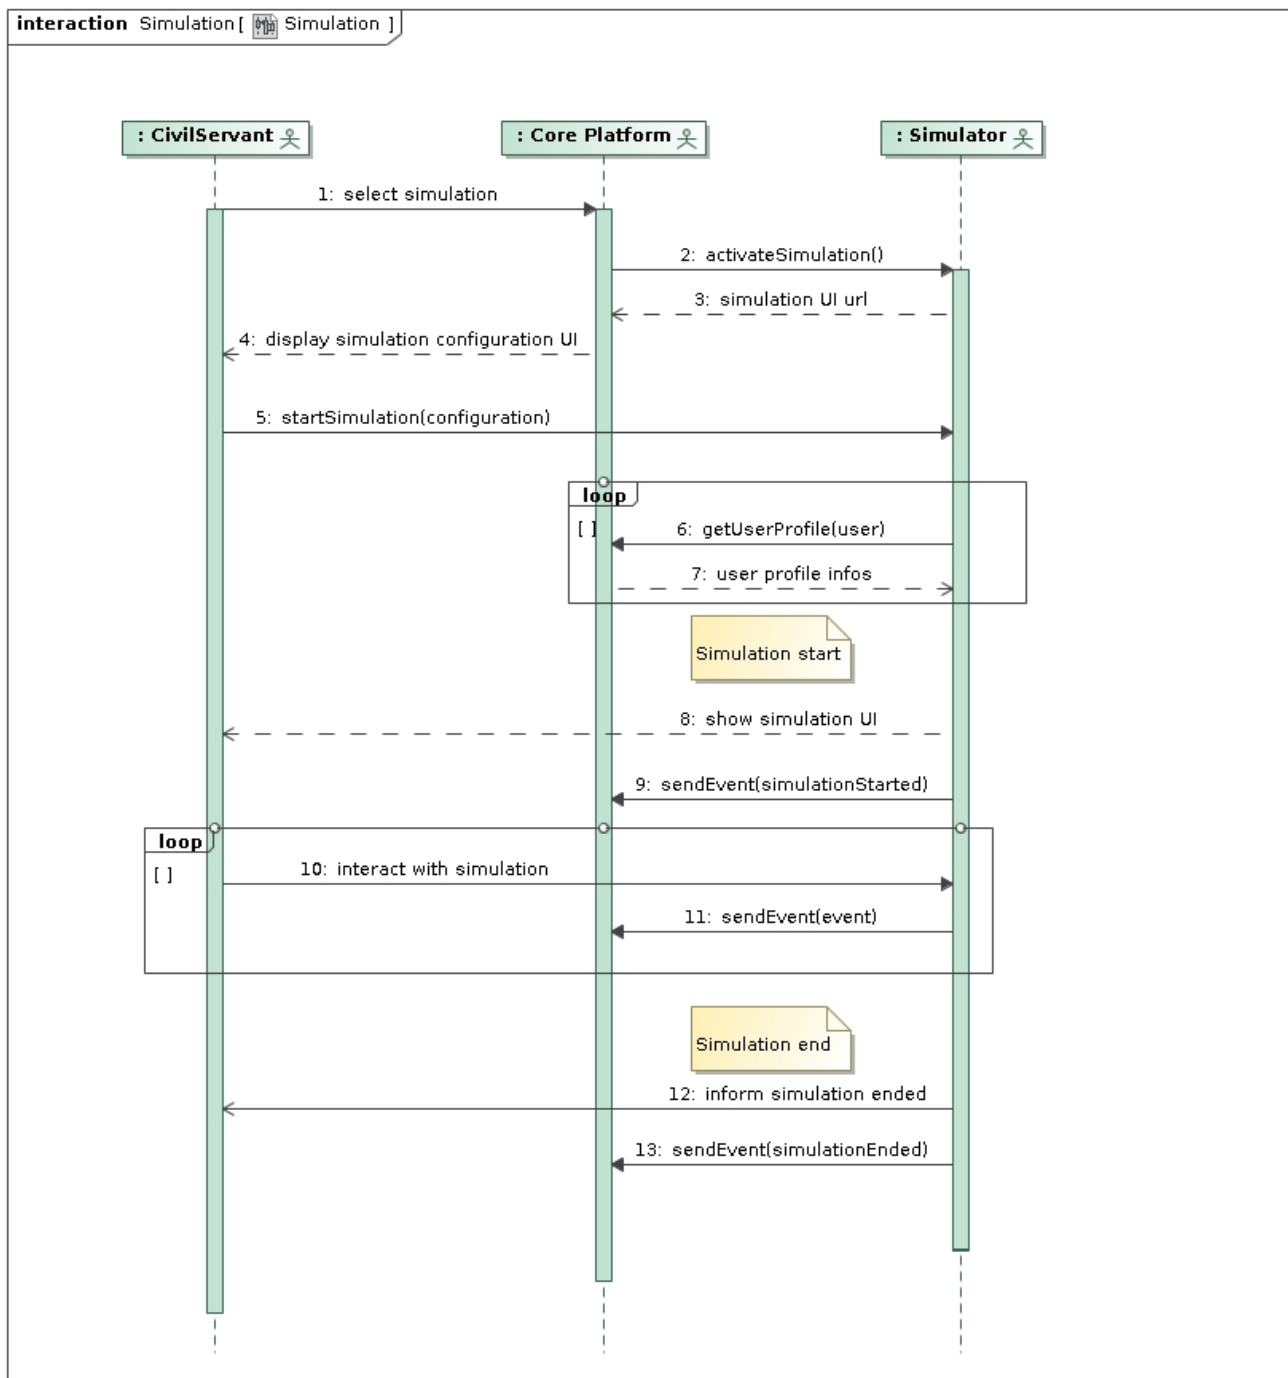 interaction Simulation [ Simulation ]
: CivilServant
: Core Platform
: Simulator
1: select simulation
2: activateSimulation()
3: simulation UI url
4: display simulation configuration UI
5: startSimulation(configuration)
loop
[ ]
6: getUserProfile(user)
7: user profile infos
Simulation start
8: show simulation UI
9: sendEvent(simulationStarted)
loop
[ ]
10: interact with simulation
11: sendEvent(event)
Simulation end
12: inform simulation ended
13: sendEvent(simulationEnded)